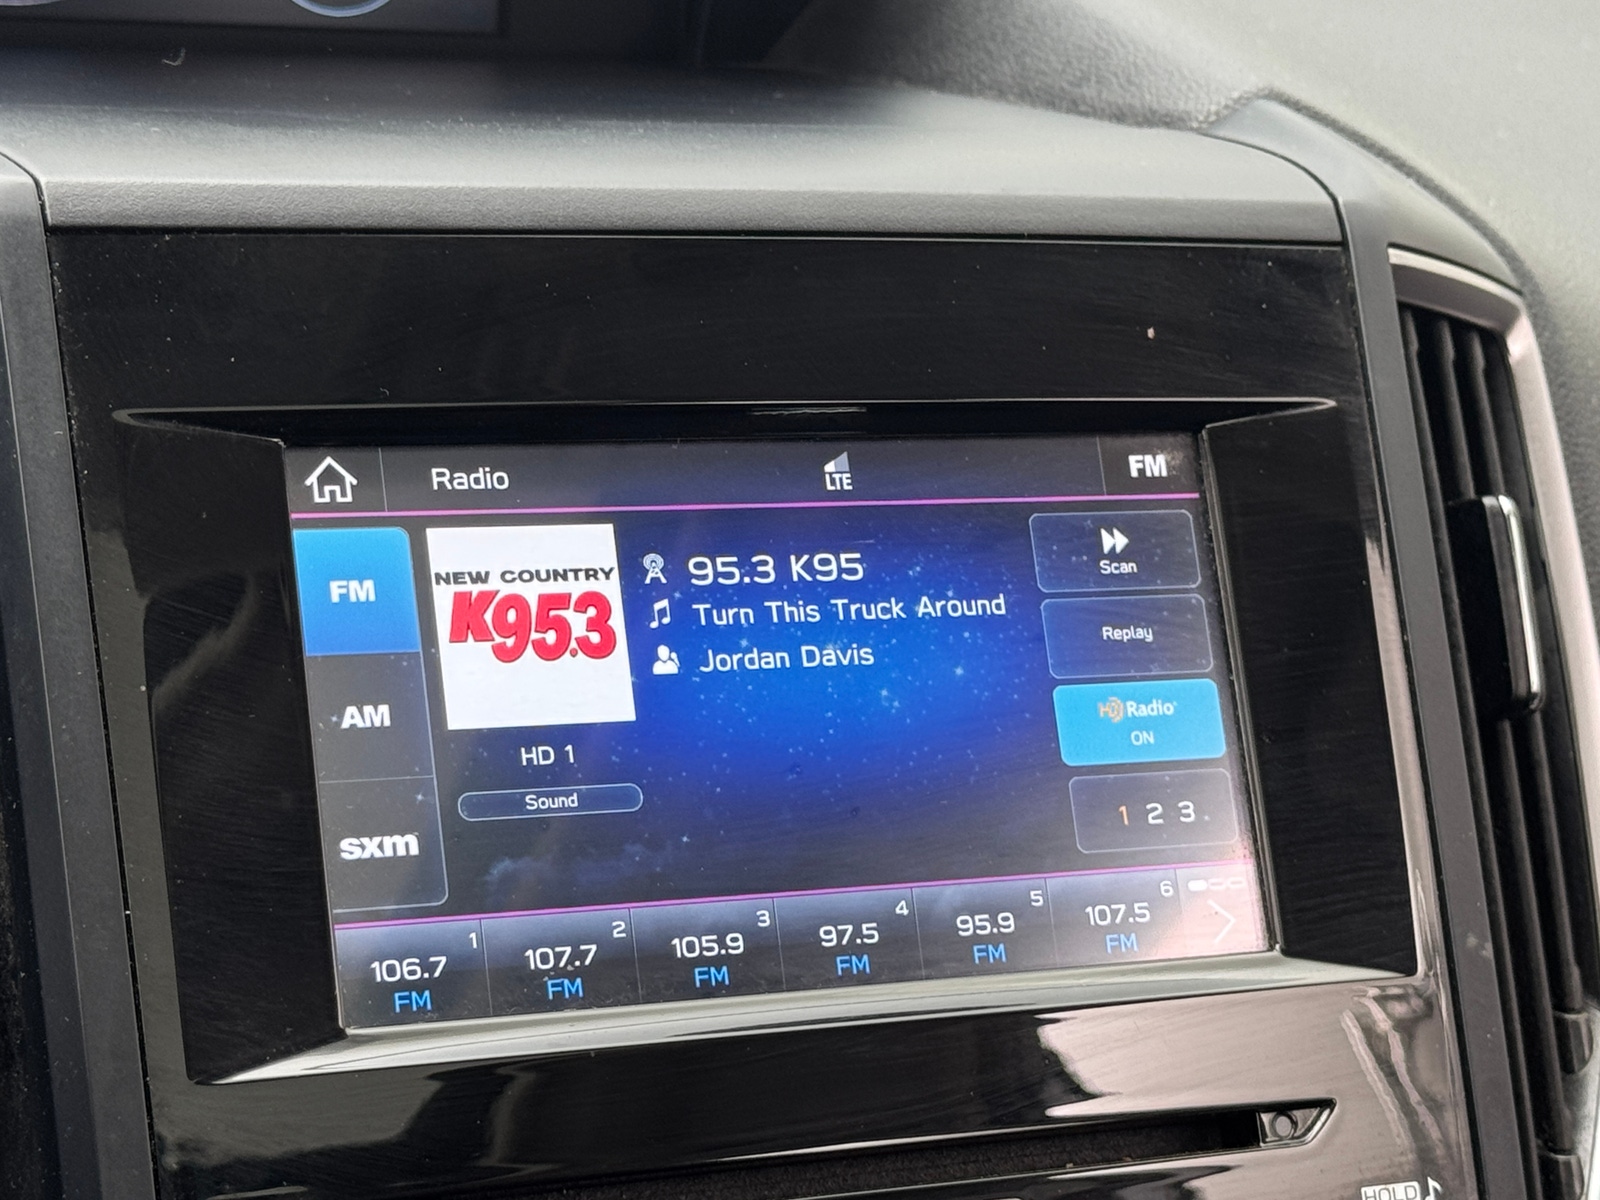 Radio
LTE
FM
FM
AM
sxm
NEW COUNTRY
K95.3
HD 1
Sound
95.3 K95
Turn This Truck Around
Jordan Davis
Scan
Replay
HD Radio
ON
1 2 3
1
106.7
FM
2
107.7
FM
3
105.9
FM
4
97.5
FM
5
95.9
FM
6
107.5
FM
HOLD